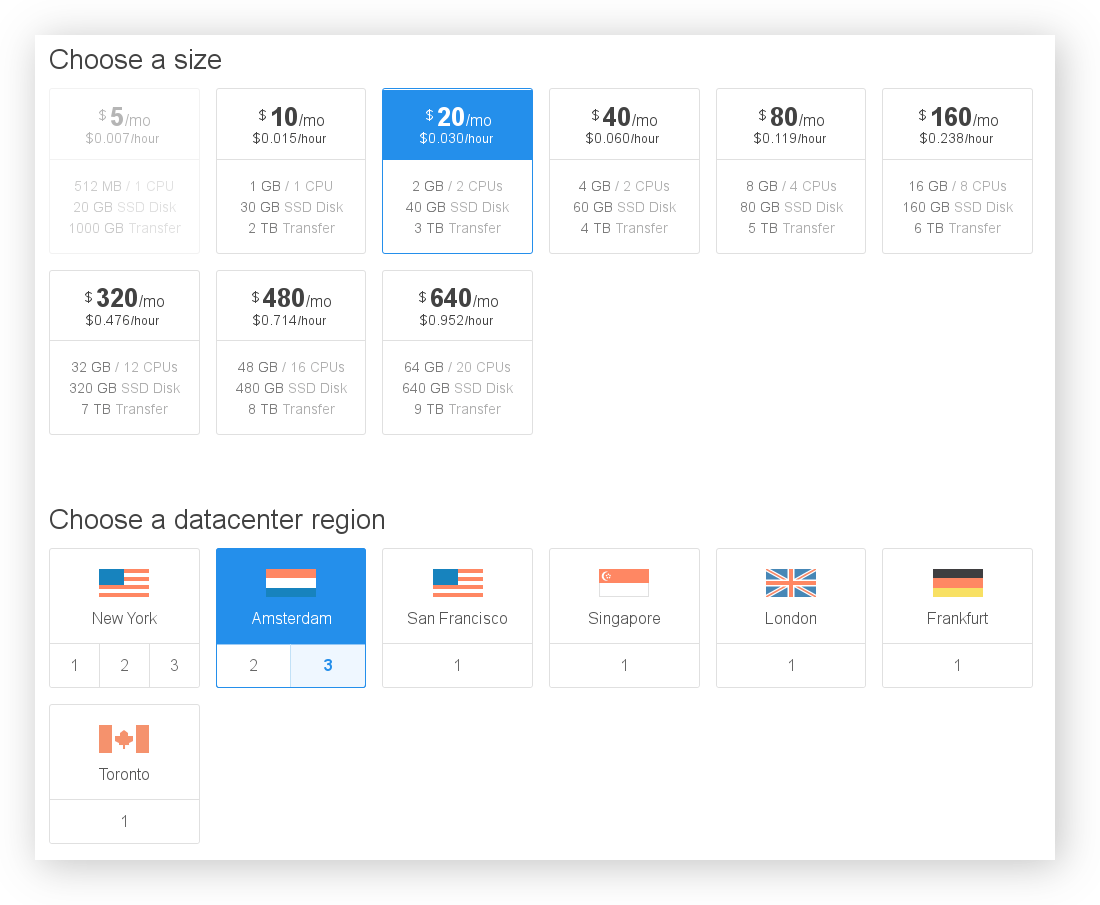 Choose a size
$ 5/mo
$0.007/hour
512 MB / 1 CPU
20 GB SSD Disk
1000 GB Transfer
$ 10/mo
$0.015/hour
1 GB / 1 CPU
30 GB SSD Disk
2 TB Transfer
$ 20/mo
$0.030/hour
2 GB / 2 CPUs
40 GB SSD Disk
3 TB Transfer
$ 40/mo
$0.060/hour
4 GB / 2 CPUs
60 GB SSD Disk
4 TB Transfer
$ 80/mo
$0.119/hour
8 GB / 4 CPUs
80 GB SSD Disk
5 TB Transfer
$ 160/mo
$0.238/hour
16 GB / 8 CPUs
160 GB SSD Disk
6 TB Transfer
$ 320/mo
$0.476/hour
32 GB / 12 CPUs
320 GB SSD Disk
7 TB Transfer
$ 480/mo
$0.714/hour
48 GB / 16 CPUs
480 GB SSD Disk
8 TB Transfer
$ 640/mo
$0.952/hour
64 GB / 20 CPUs
640 GB SSD Disk
9 TB Transfer
Choose a datacenter region
New York
1 2 3
Amsterdam
2 3
San Francisco
1
Singapore
1
London
1
Frankfurt
1
Toronto
1